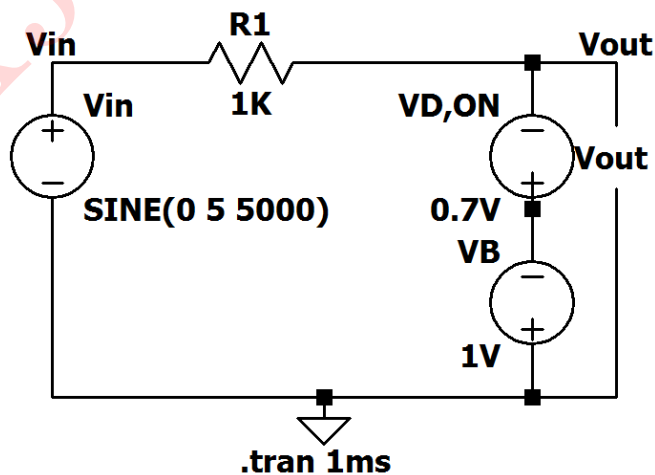 R1
Vin
Vout
Vin
1K
VD,ON
+
−
−
Vout
SINE(0 5 5000)
+
0.7V
VB
−
+
1V
.tran 1ms